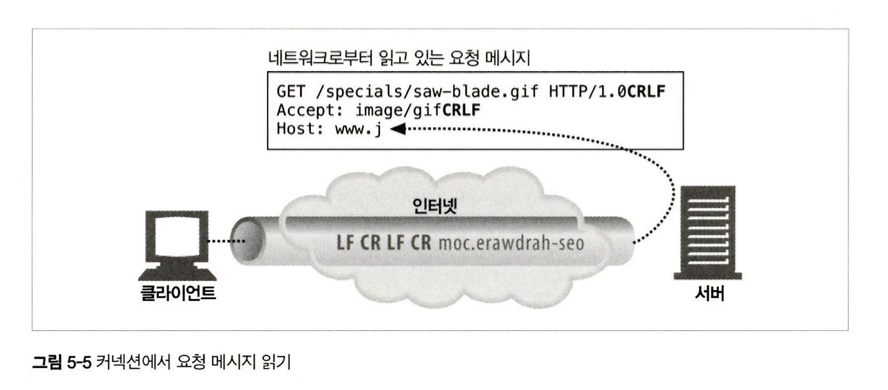 네트워크로부터 읽고 있는 요청 메시지
GET /specials/saw-blade.gif HTTP/1.0CRLF
Accept: image/gifCRLF
Host: www.j
인터넷
LF CR LF CR moc.erawdrah-seo
클라이언트
서버
그림 5-5 커넥션에서 요청 메시지 읽기